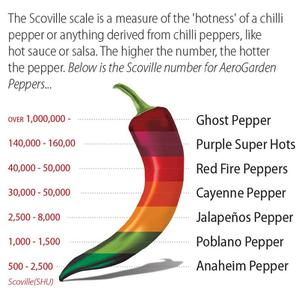 The Scoville scale is a measure of the 'hotness' of a chilli
pepper or anything derived from chilli peppers, like
hot sauce or salsa. The higher the number, the hotter
the pepper. Below is the Scoville number for AeroGarden
Peppers...
OVER 1,000,000 - Ghost Pepper
140,000 - 160,00 Purple Super Hots
40,000 - 50,000 Red Fire Peppers
30,000 - 50,000 Cayenne Pepper
2,500 - 8,000 Jalapeños Pepper
1,000 - 1,500 Poblano Pepper
500 - 2,500 Anaheim Pepper
Scoville(SHU)